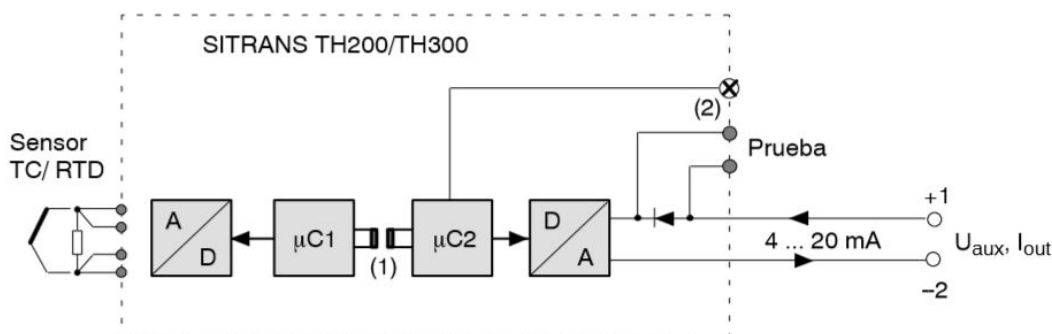 SITRANS TH200/TH300
(2)
Sensor
TC/ RTD
Prueba
A
D
μC1
(1)
μC2
D
A
+1
4 ... 20 mA
Uaux, Iout
−2